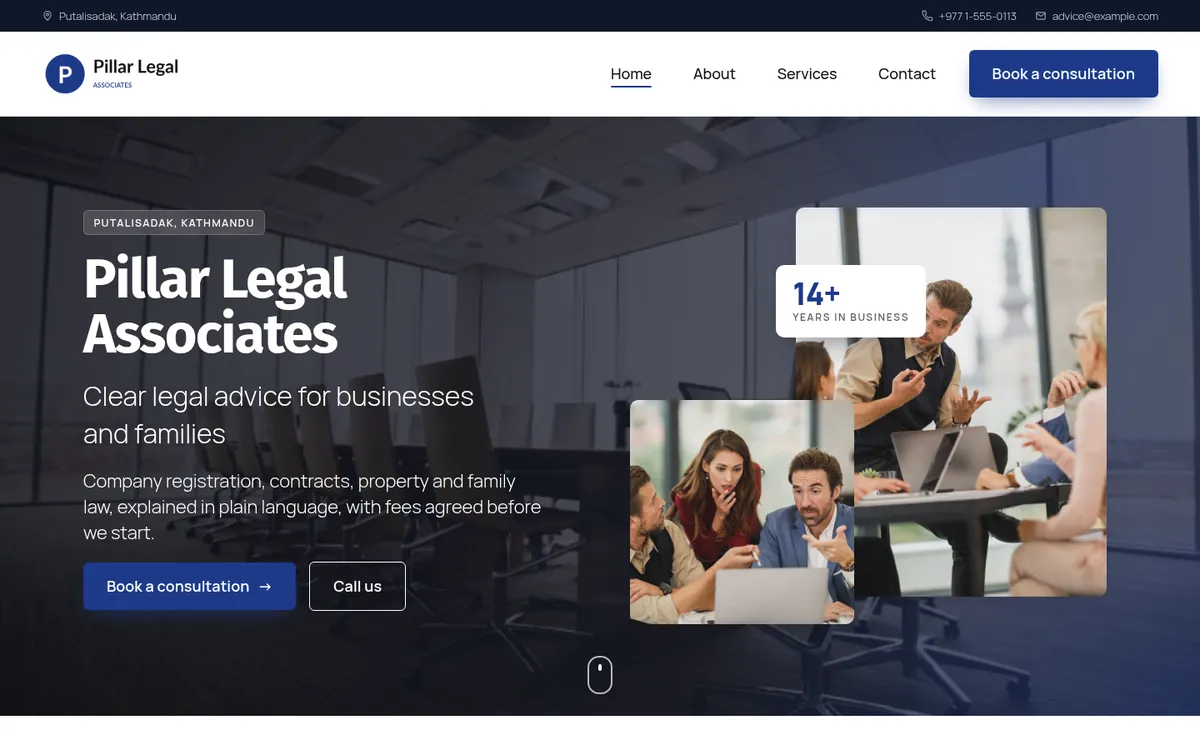 Putalisadak, Kathmandu
+977 1-555-0113
advice@example.com
P
Pillar Legal
ASSOCIATES
Home
About
Services
Contact
Book a consultation
PUTALISADAK, KATHMANDU
Pillar Legal
Associates
Clear legal advice for businesses
and families
Company registration, contracts, property and family
law, explained in plain language, with fees agreed before
we start.
Book a consultation →
Call us
14+
YEARS IN BUSINESS